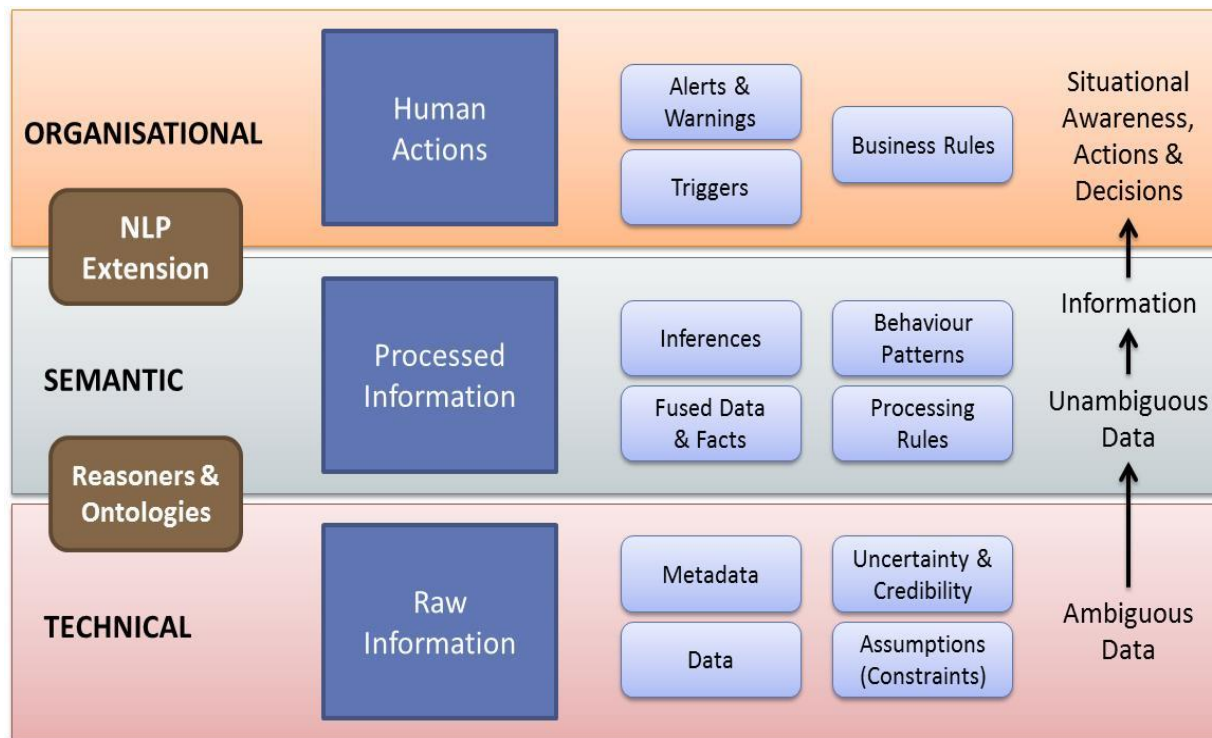 ORGANISATIONAL
Human
Actions
Alerts &
Warnings
Triggers
Business Rules
Situational
Awareness,
Actions &
Decisions
NLP
Extension
SEMANTIC
Processed
Information
Inferences
Behaviour
Patterns
Fused Data
& Facts
Processing
Rules
Information
Unambiguous
Data
Reasoners &
Ontologies
TECHNICAL
Raw
Information
Metadata
Uncertainty &
Credibility
Data
Assumptions
(Constraints)
Ambiguous
Data